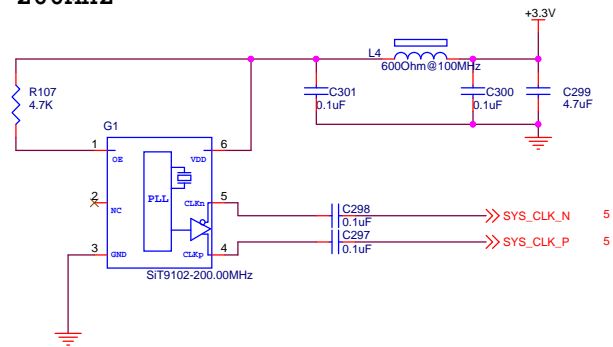 +3.3V
L4
600Ohm@100MHz
R107
4.7K
C301
0.1uF
C300
0.1uF
C299
4.7uF
G1
1
OE
VDD
6
PLL
2
NC
CLKn
5
C298
0.1uF
SYS_CLK_N
5
C297
0.1uF
SYS_CLK_P
5
3
GND
CLKp
4
SiT9102-200.00MHz